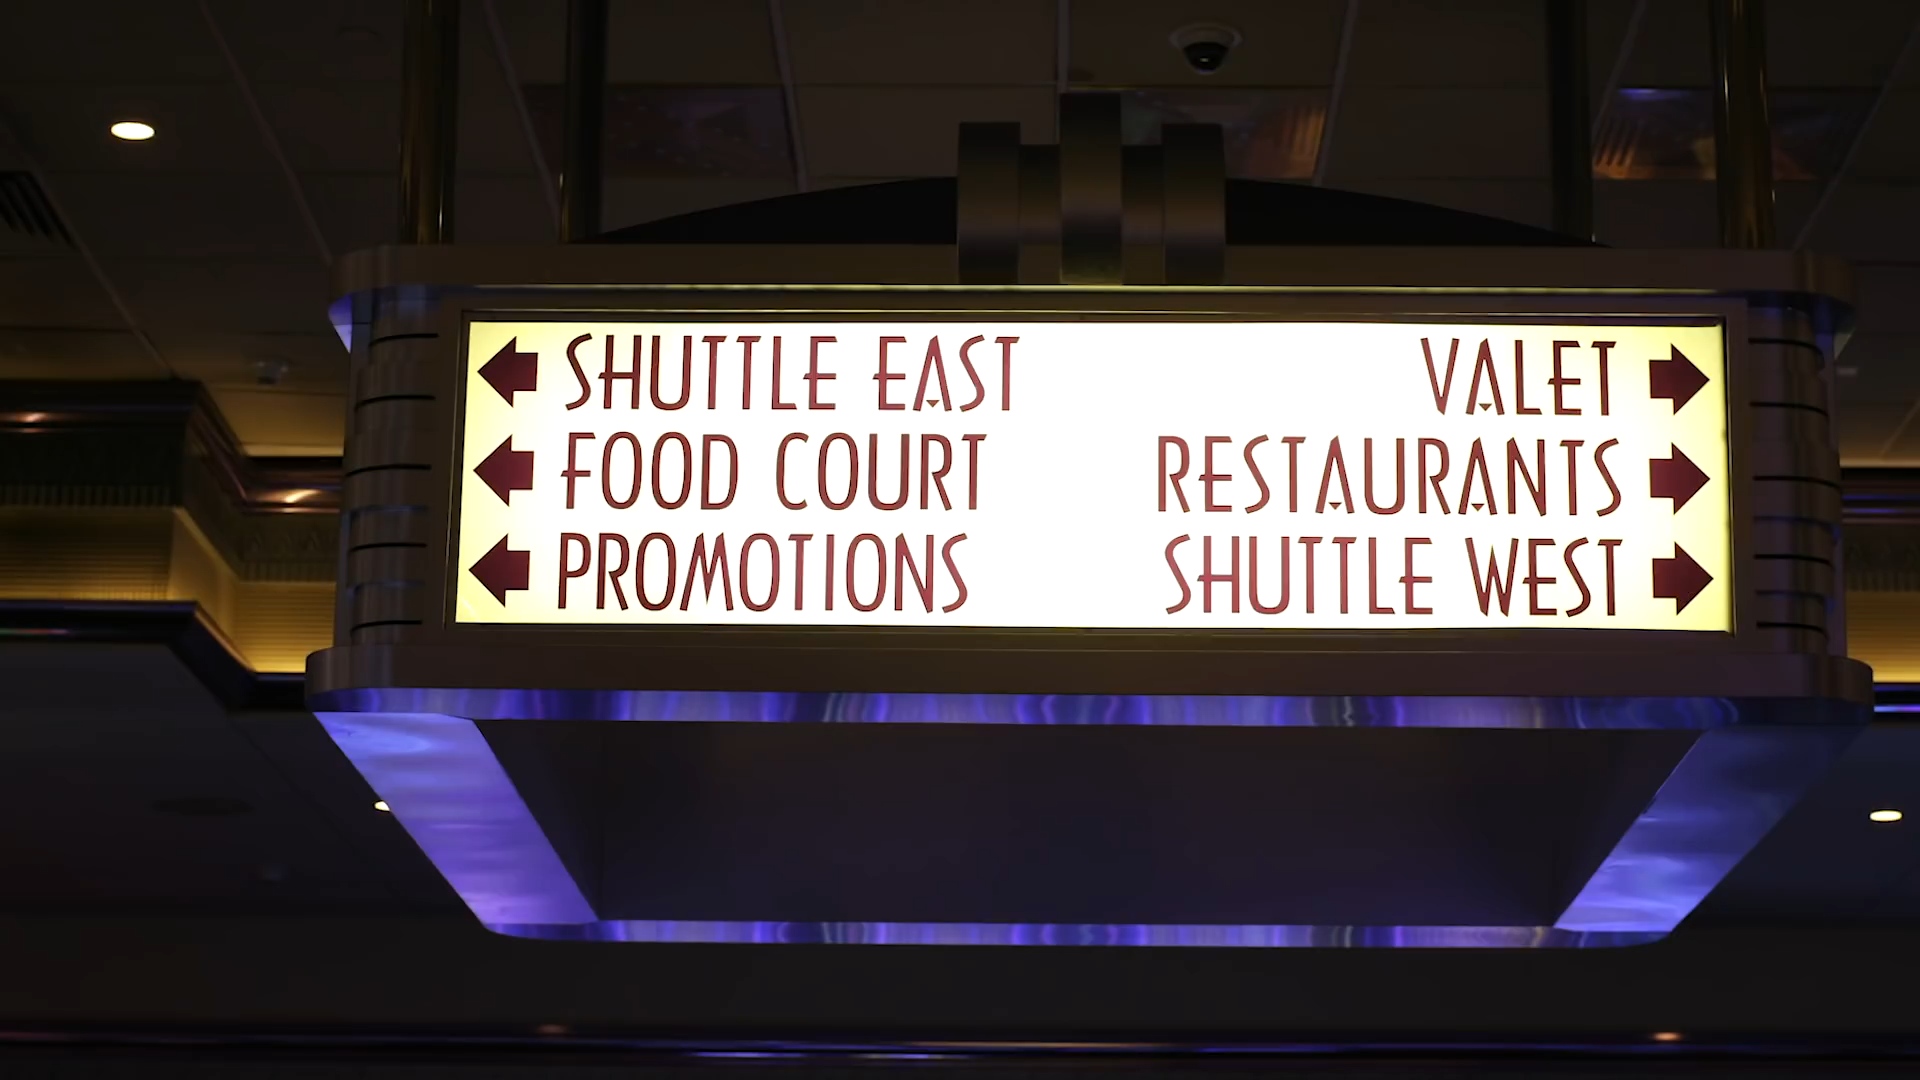 SHUTTLE EAST
VALET
FOOD COURT
RESTAURANTS
PROMOTIONS
SHUTTLE WEST